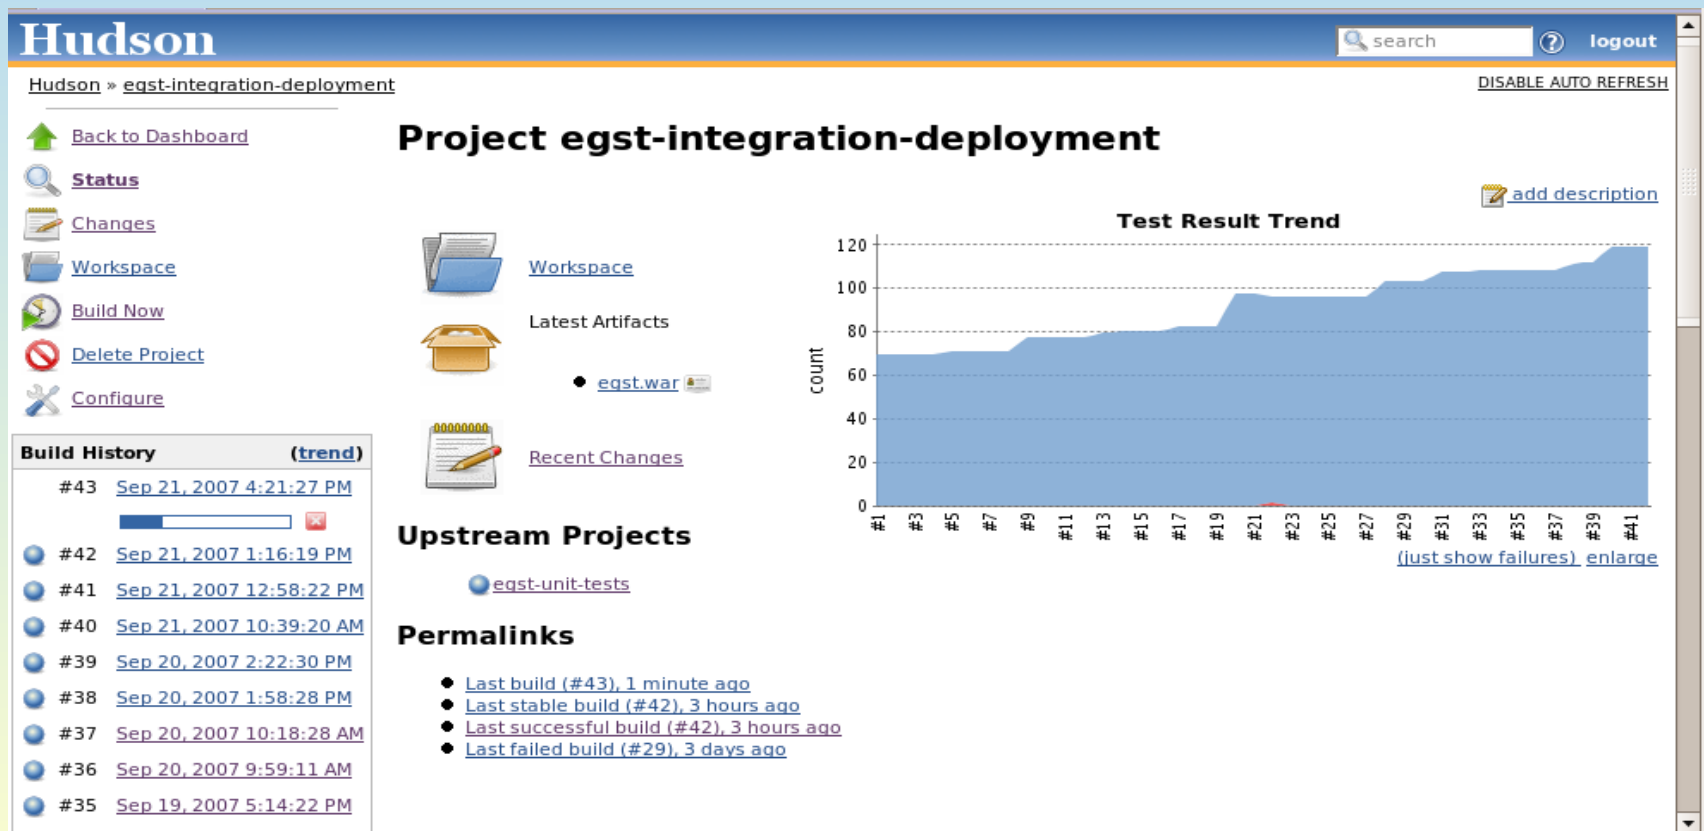 Hudson
search
logout
Hudson » egst-integration-deployment
DISABLE AUTO REFRESH
Back to Dashboard
Status
Changes
Workspace
Build Now
Delete Project
Configure
Build History (trend)
#43 Sep 21, 2007 4:21:27 PM
#42 Sep 21, 2007 1:16:19 PM
#41 Sep 21, 2007 12:58:22 PM
#40 Sep 21, 2007 10:39:20 AM
#39 Sep 20, 2007 2:22:30 PM
#38 Sep 20, 2007 1:58:28 PM
#37 Sep 20, 2007 10:18:28 AM
#36 Sep 20, 2007 9:59:11 AM
#35 Sep 19, 2007 5:14:22 PM
Project egst-integration-deployment
add description
Workspace
Latest Artifacts
egst.war
Recent Changes
Test Result Trend
count
120
100
80
60
40
20
0
#1 #3 #5 #7 #9 #11 #13 #15 #17 #19 #21 #23 #25 #27 #29 #31 #33 #35 #37 #39 #41
(just show failures) enlarge
Upstream Projects
egst-unit-tests
Permalinks
Last build (#43), 1 minute ago
Last stable build (#42), 3 hours ago
Last successful build (#42), 3 hours ago
Last failed build (#29), 3 days ago